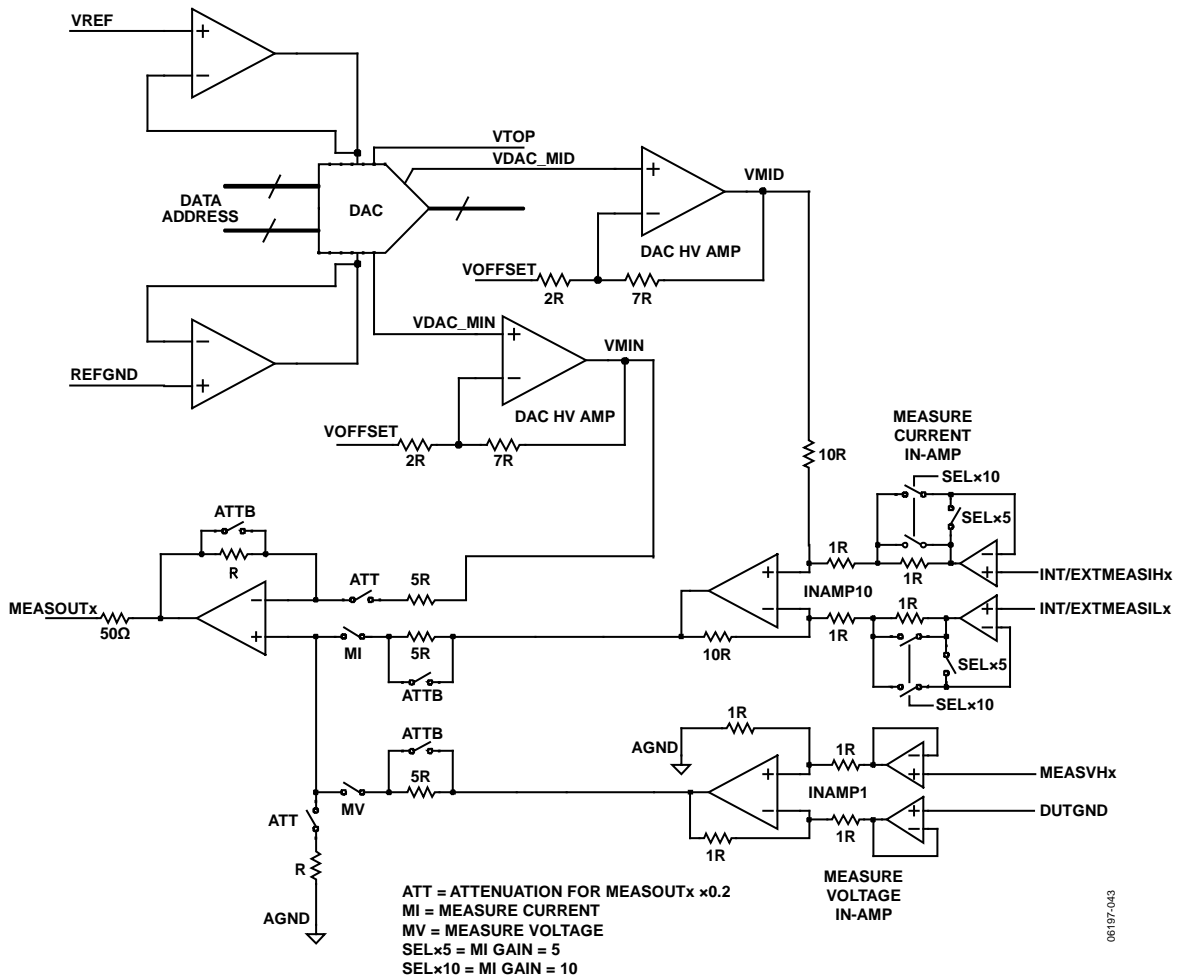 VREF
+
−
VTOP
VDAC_MID
VMID
+
−
DATA
ADDRESS
DAC
DAC HV AMP
VOFFSET
2R
7R
−
+
REFGND
VDAC_MIN
VMIN
+
−
DAC HV AMP
VOFFSET
2R
7R
10R
MEASURE
CURRENT
IN-AMP
SEL×10
SEL×5
ATTB
R
ATT
5R
1R
1R
−
+
INT/EXTMEASIHx
+
−
INAMP10
MEASOUTx
50Ω
−
+
MI
5R
ATTB
10R
1R
1R
+
−
INT/EXTMEASILx
SEL×5
SEL×10
1R
AGND
ATTB
5R
MV
+
−
INAMP1
1R
−
+
MEASVHx
1R
1R
+
−
DUTGND
ATT
R
AGND
MEASURE
VOLTAGE
IN-AMP
ATT = ATTENUATION FOR MEASOUTx ×0.2
MI = MEASURE CURRENT
MV = MEASURE VOLTAGE
SEL×5 = MI GAIN = 5
SEL×10 = MI GAIN = 10
06197-043